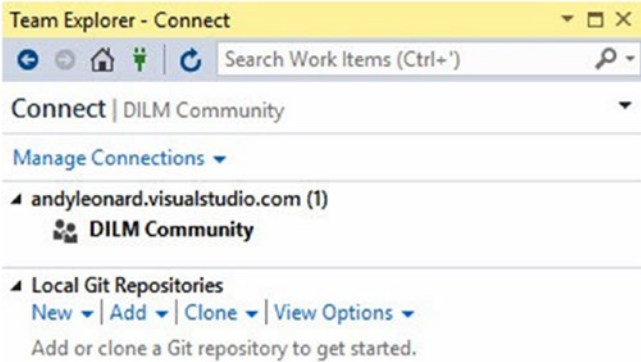 Team Explorer - Connect
Search Work Items (Ctrl+')
Connect | DILM Community
Manage Connections
andyleonard.visualstudio.com (1)
DILM Community
Local Git Repositories
New | Add | Clone | View Options
Add or clone a Git repository to get started.